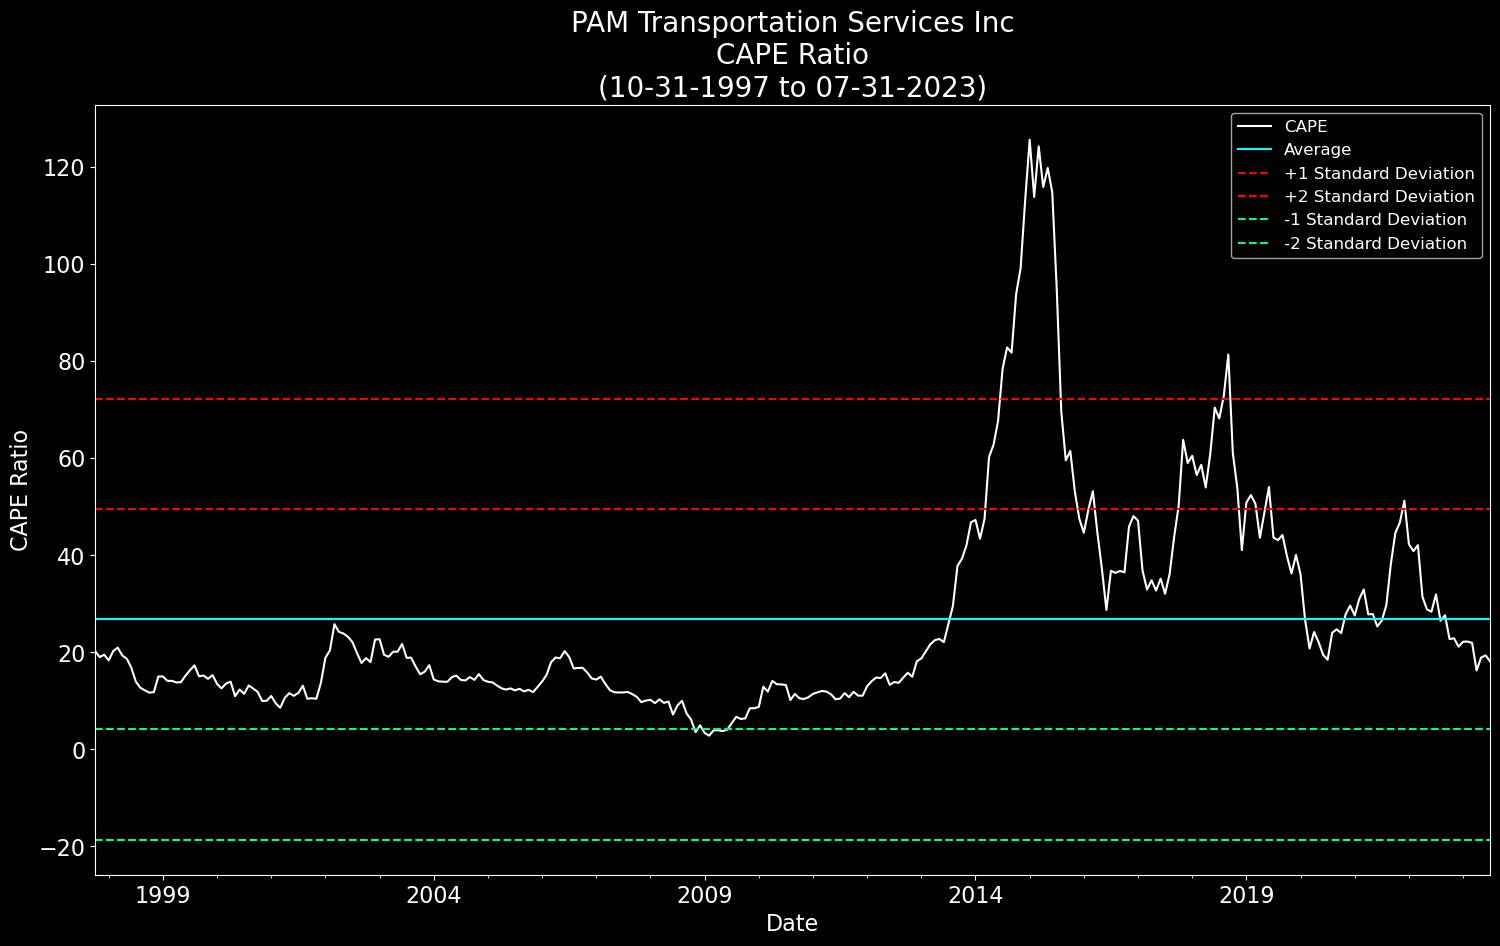 PAM Transportation Services Inc
CAPE Ratio
(10-31-1997 to 07-31-2023)
CAPE
Average
+1 Standard Deviation
+2 Standard Deviation
-1 Standard Deviation
-2 Standard Deviation
CAPE Ratio
120
100
80
60
40
20
0
−20
1999
2004
2009
2014
2019
Date